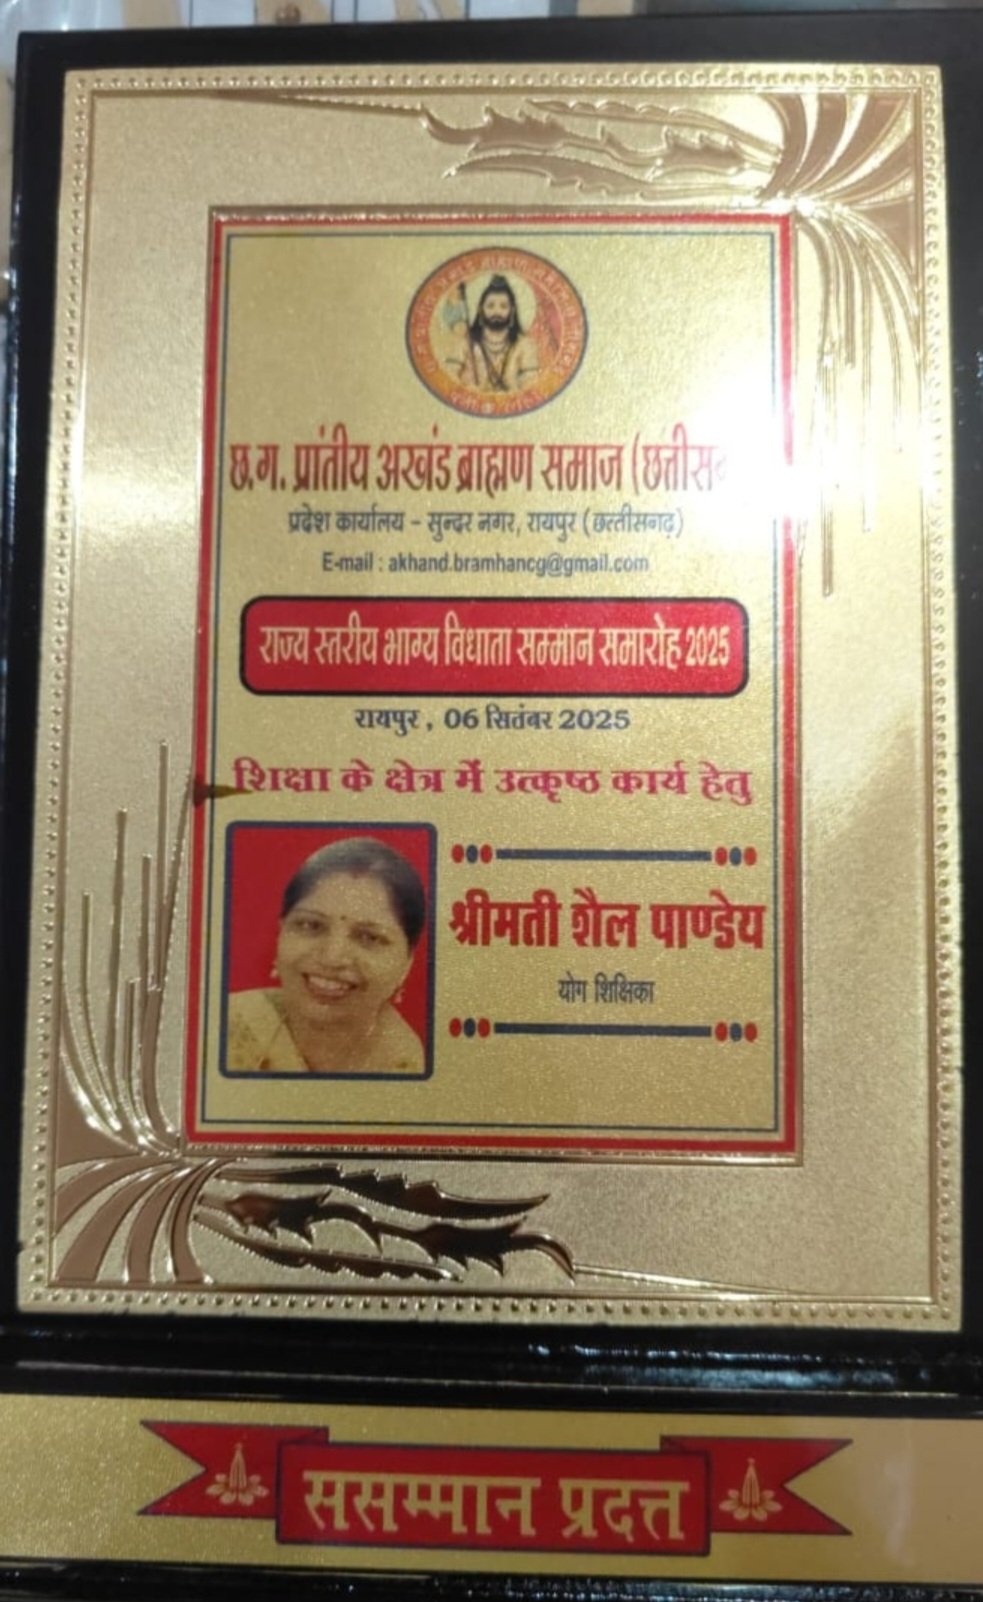 छ.ग. प्रांतीय अखंड ब्राह्मण समाज
प्रदेश कार्यालय - सुन्दर नगर, रायपुर (छत्तीसगढ़)
E-mail : akhand.bramhancg@gmail.com
राज्य स्तरीय भाग्य विधाता सम्मान समारोह 2025
रायपुर, 06 सितंबर 2025
शिक्षा के क्षेत्र में उत्कृष्ठ कार्य हेतु
श्रीमती शैल पाण्डेय
योग शिक्षिका
ससम्मान प्रदत्त